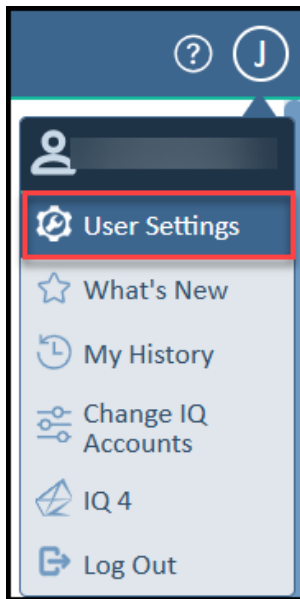 ?
J
User Settings
What's New
My History
Change IQ
Accounts
IQ 4
Log Out